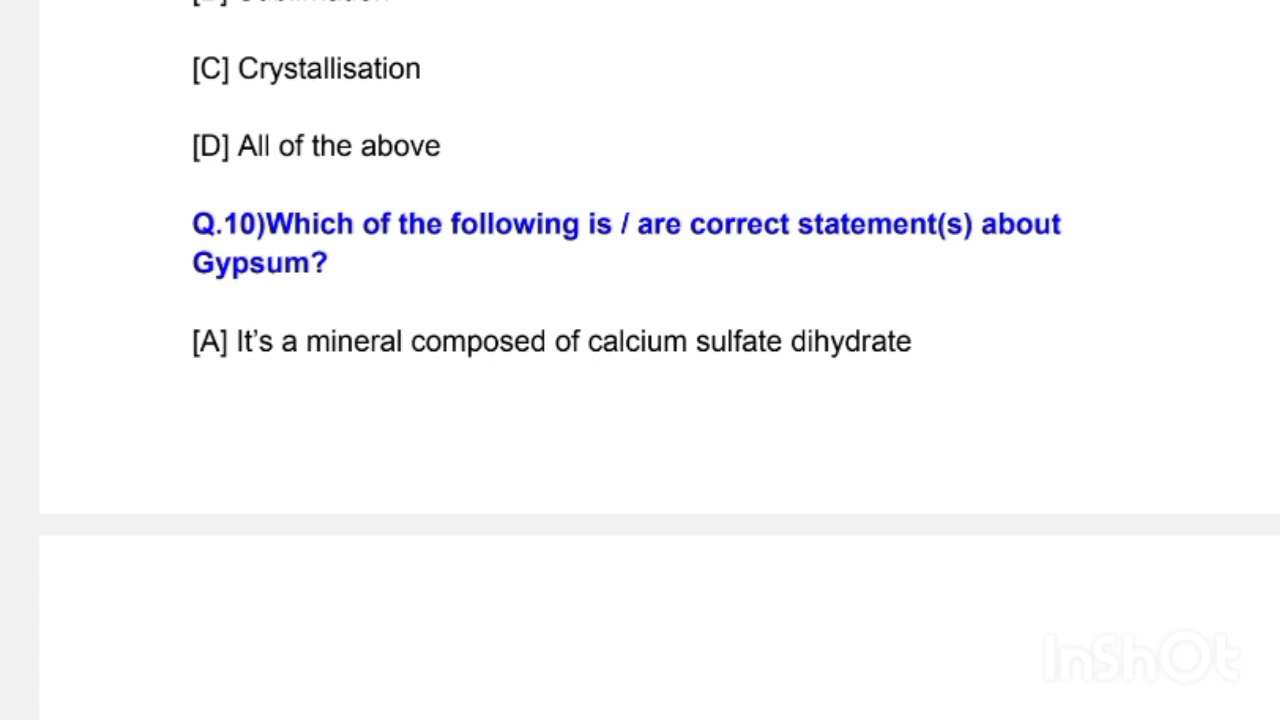 [C] Crystallisation
[D] All of the above
Q.10)Which of the following is / are correct statement(s) about
Gypsum?
[A] It’s a mineral composed of calcium sulfate dihydrate
InShOt